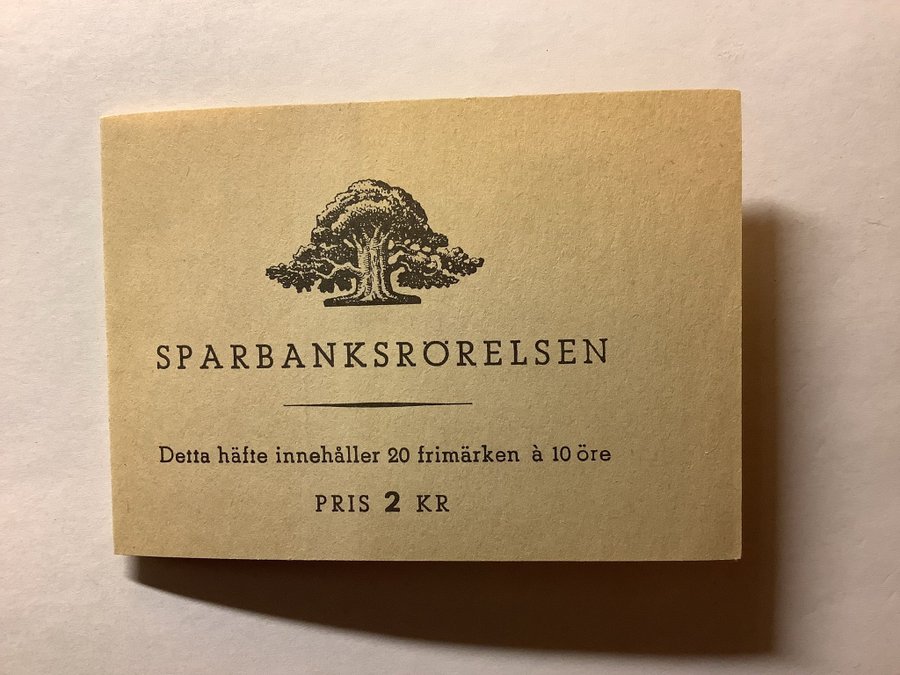 SPARBANKSRÖRELSEN
Detta häfte innehåller 20 frimärken à 10 öre
PRIS 2 KR